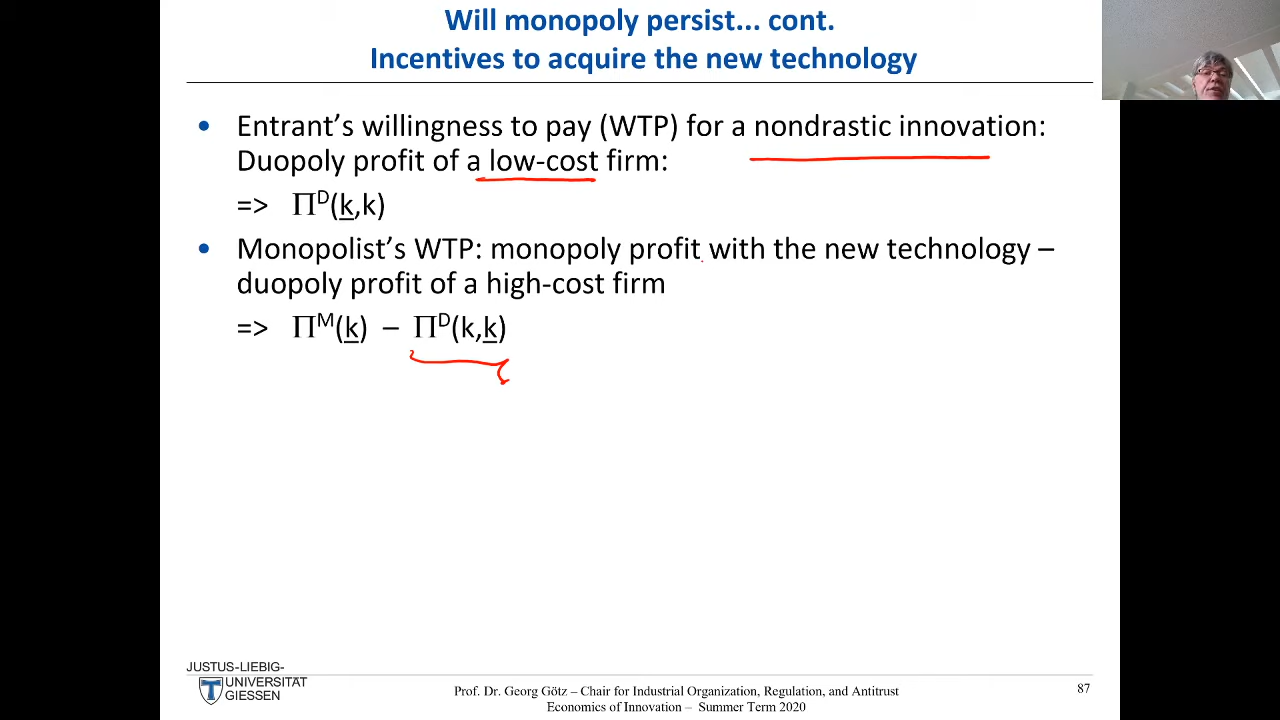 Will monopoly persist... cont.
Incentives to acquire the new technology
• Entrant's willingness to pay (WTP) for a nondrastic innovation:
Duopoly profit of a low-cost firm:
=> Π^D(k̲,k)
• Monopolist's WTP: monopoly profit with the new technology –
duopoly profit of a high-cost firm
=> Π^M(k̲) – Π^D(k,k̲)
JUSTUS-LIEBIG-
UNIVERSITÄT
GIESSEN
Prof. Dr. Georg Götz – Chair for Industrial Organization, Regulation, and Antitrust
Economics of Innovation – Summer Term 2020
87